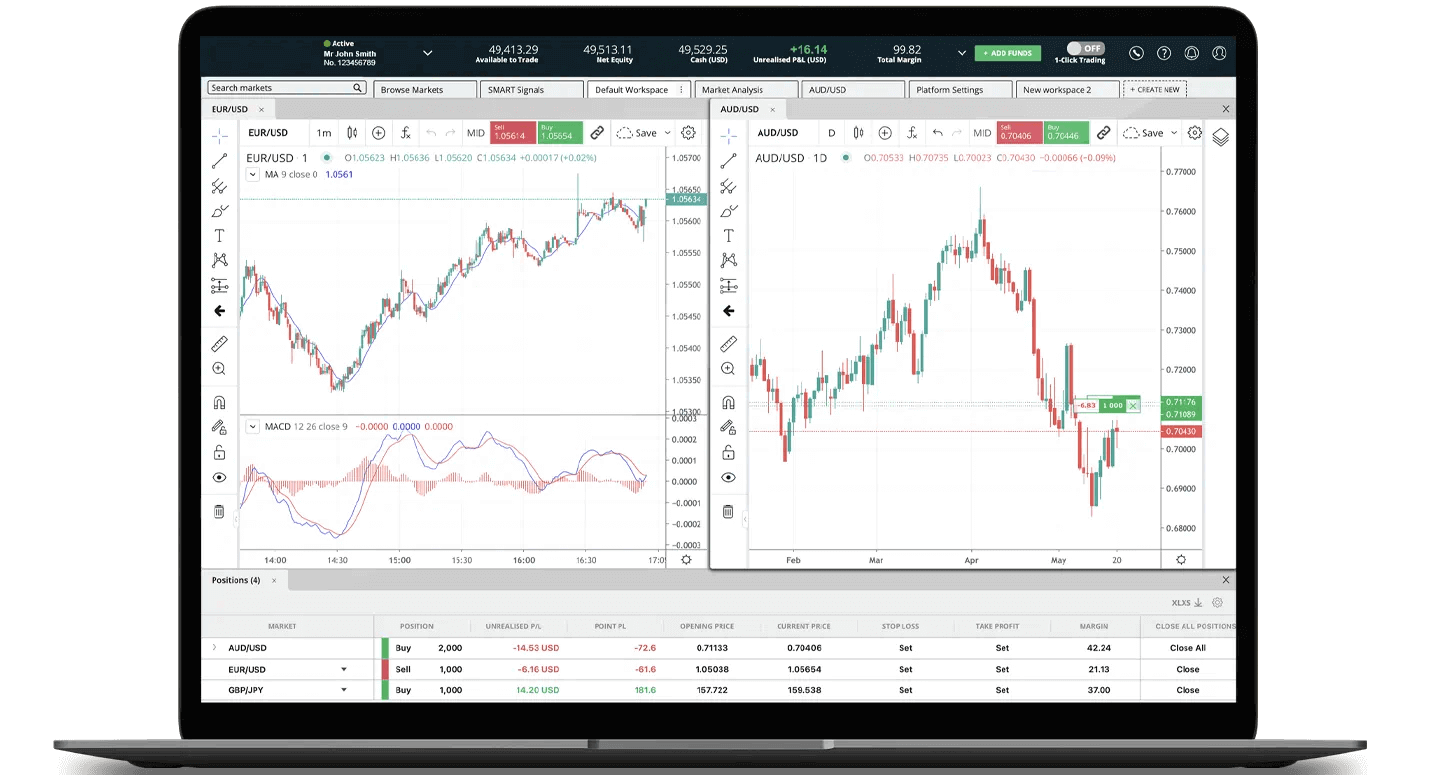 Active
Mr John Smith
No. 123456789
49,413.29
Available to Trade
49,513.11
Net Equity
49,529.25
Cash (USD)
+16.14
Unrealised P&L (USD)
99.82
Total Margin
+ ADD FUNDS
OFF
1-Click Trading
Search markets
Browse Markets
SMART Signals
Default Workspace
Market Analysis
AUD/USD
Platform Settings
New workspace 2
+ CREATE NEW
EUR/USD ×
EUR/USD 1m
MID
Sell
1.05614
Buy
1.05654
Save
EUR/USD · 1 O1.05623 H1.05636 L1.05620 C1.05634 +0.00017 (+0.02%)
MA 9 close 0 1.0561
1.05700
1.05650
1.05634
1.05600
1.05550
1.05500
1.05450
1.05400
1.05350
1.05300
MACD 12 26 close 9 −0.0000 0.0000 0.0000
0.0003
0.0002
0.0001
0.0000
−0.0001
−0.0002
−0.0003
14:00 14:30 15:00 15:30 16:00 16:30
AUD/USD ×
AUD/USD D
MID
Sell
0.70406
Buy
0.70446
Save
AUD/USD · 1D O0.70533 H0.70735 L0.70023 C0.70430 −0.00066 (−0.09%)
0.77000
0.76000
0.75000
0.74000
0.73000
0.72000
-6.83 1 000
0.71176
0.71089
0.70430
0.70000
0.69000
0.68000
Feb Mar Apr May 20
Positions (4) ×
XLXS
MARKET POSITION UNREALISED P/L POINT PL OPENING PRICE CURRENT PRICE STOP LOSS TAKE PROFIT MARGIN CLOSE ALL POSITIONS
AUD/USD Buy 2,000 -14.53 USD -72.6 0.71133 0.70406 Set Set 42.24 Close All
EUR/USD Sell 1,000 -6.16 USD -61.6 1.05038 1.05654 Set Set 21.13 Close
GBP/JPY Buy 1,000 14.20 USD 181.6 157.722 159.538 Set Set 37.00 Close